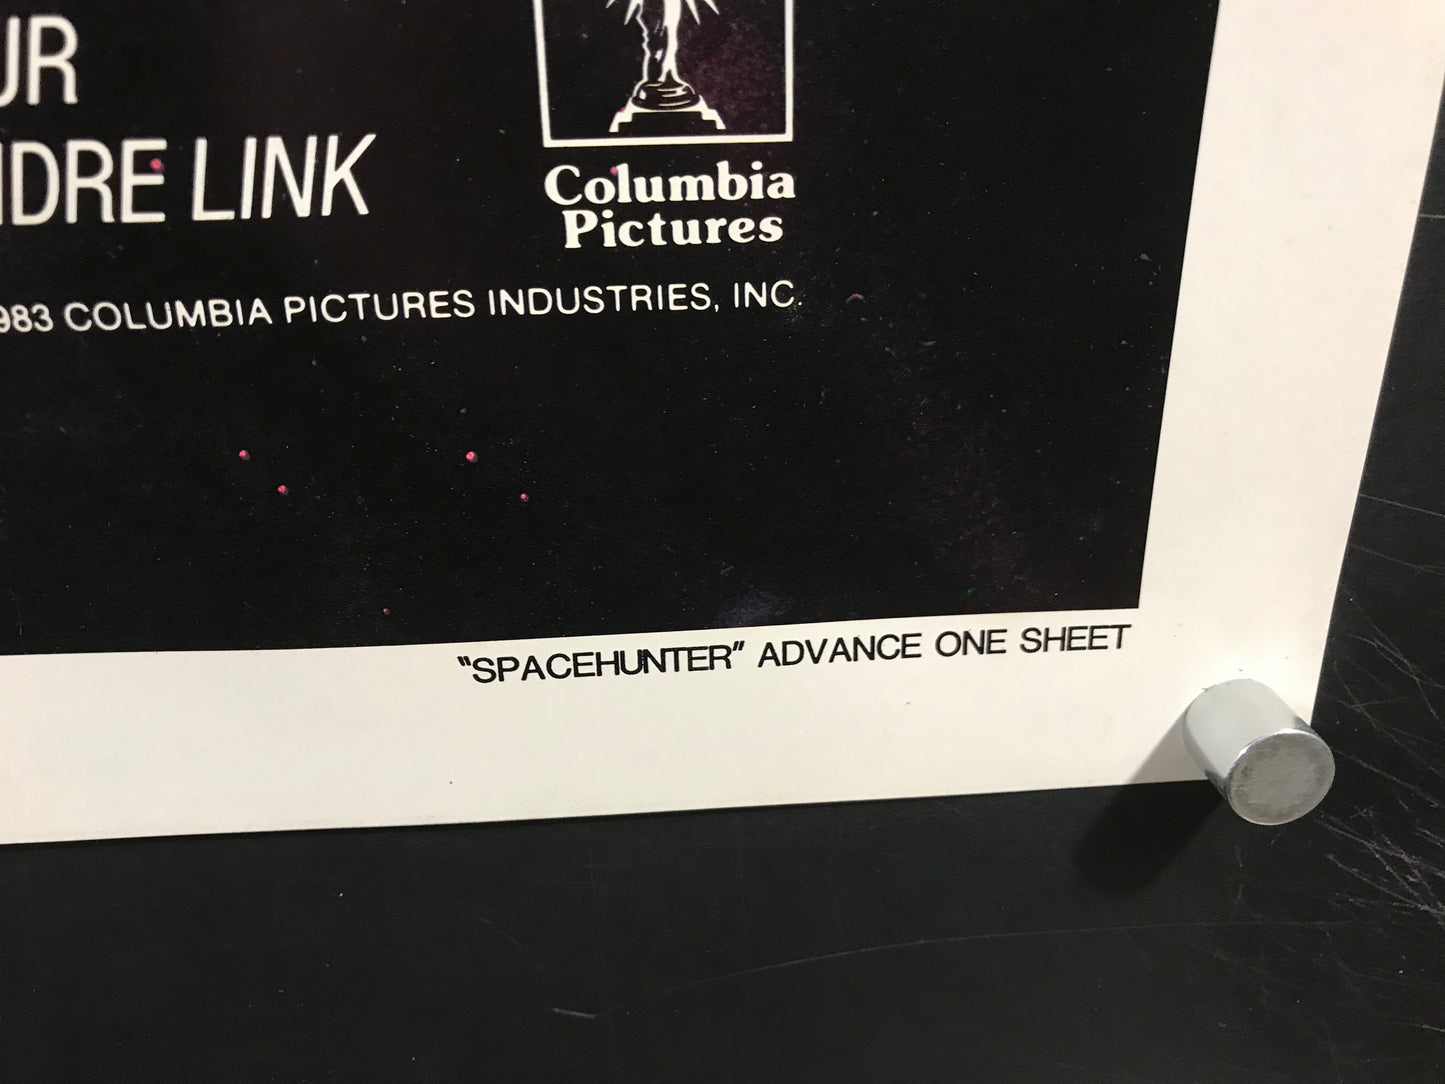 UR
NDRE LINK
Columbia
Pictures
983 COLUMBIA PICTURES INDUSTRIES, INC.
"SPACEHUNTER" ADVANCE ONE SHEET